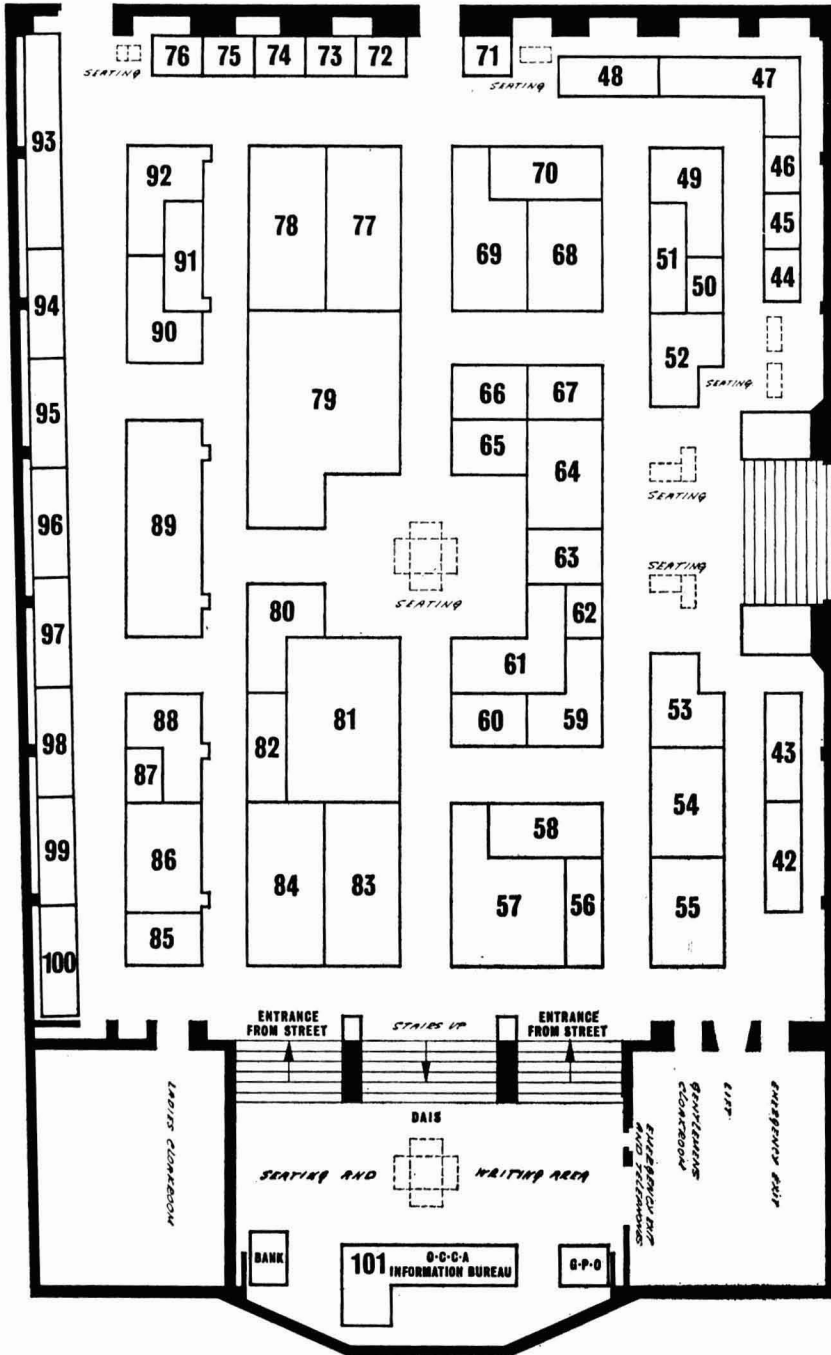 76 75 74 73 72 71
SEATING
SEATING
48 47
93
92
78 77
70
49
46
91
69 68
51
45
94
90
50
44
52
79
66 67
SEATING
95
65
64
96
89
SEATING
63
SEATING
SEATING
80
62
97
61
88
81
60 59
53
98
82
43
87
54
58
99
86
84 83
57 56
42
55
85
100
ENTRANCE
FROM STREET
STAIRS UP
ENTRANCE
FROM STREET
DAIS
LADIES CLOAKROOM
SEATING AND WRITING AREA
EMERGENCY EXIT
AND TELEPHONES
GENTLEMENS
CLOAKROOM
LIFT
EMERGENCY EXIT
BANK
101 O·C·C·A
INFORMATION BUREAU
G·P·O